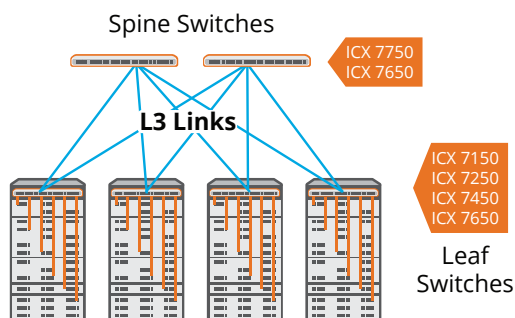 Spine Switches
ICX 7750
ICX 7650
L3 Links
ICX 7150
ICX 7250
ICX 7450
ICX 7650
Leaf
Switches